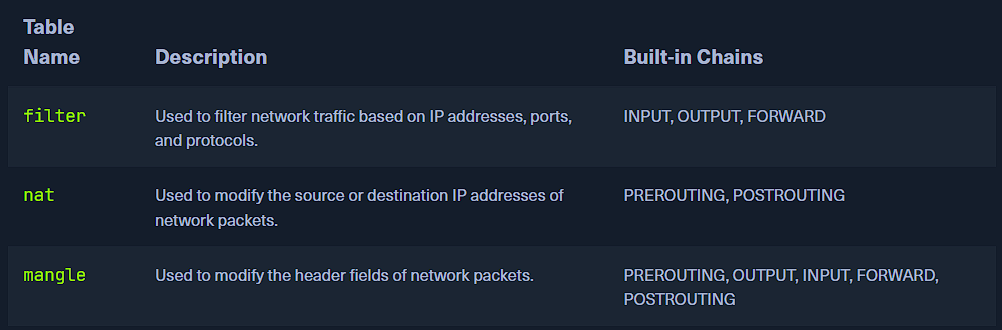 Table Name Description Built-in Chains
filter Used to filter network traffic based on IP addresses, ports, INPUT, OUTPUT, FORWARD
and protocols.
nat Used to modify the source or destination IP addresses of PREROUTING, POSTROUTING
network packets.
mangle Used to modify the header fields of network packets. PREROUTING, OUTPUT, INPUT, FORWARD,
POSTROUTING